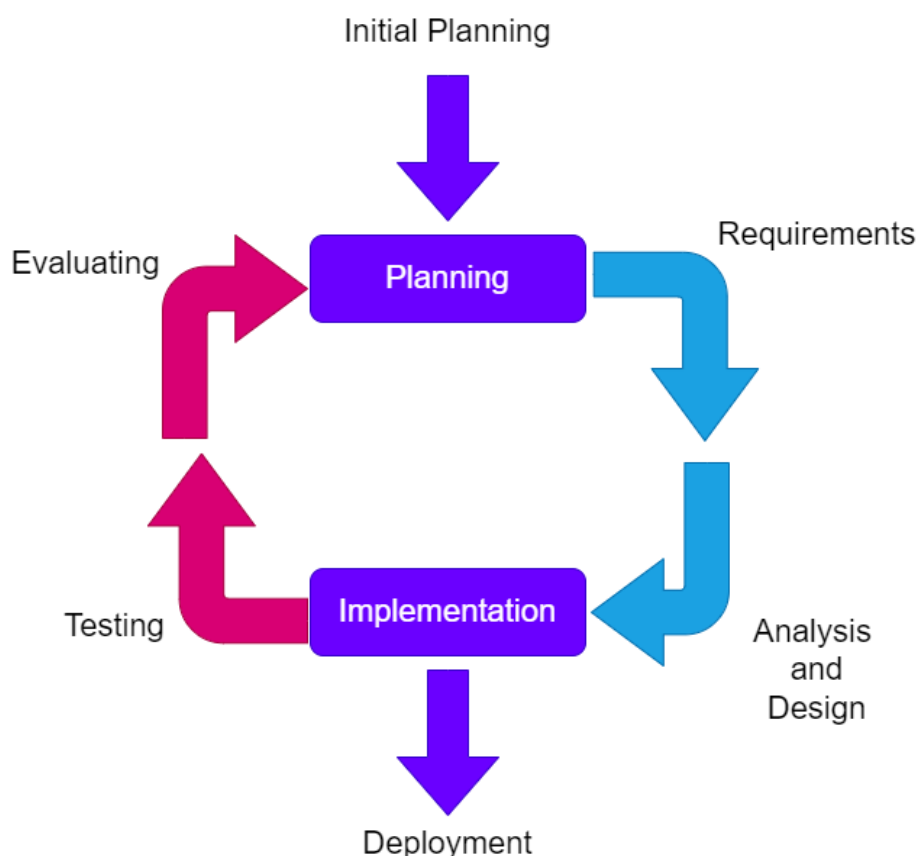 Initial Planning
Requirements
Evaluating
Planning
Implementation
Testing
Analysis
and
Design
Deployment